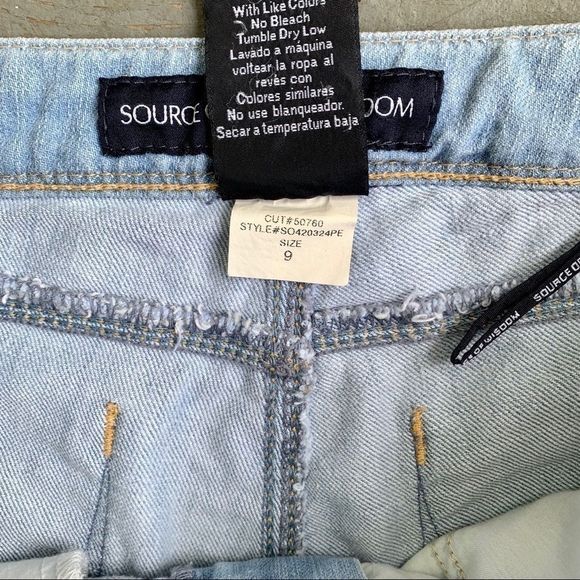 With Like Colors
No Bleach
Tumble Dry Low
Lavado a máquina
voltear la ropa al
revés con
Colores similares
No use blanqueador.
Secar a temperatura baja
SOURCE DOM
CUT#50760
STYLE#SO420324PE
SIZE
9
SOURCE OF
OF WISDOM